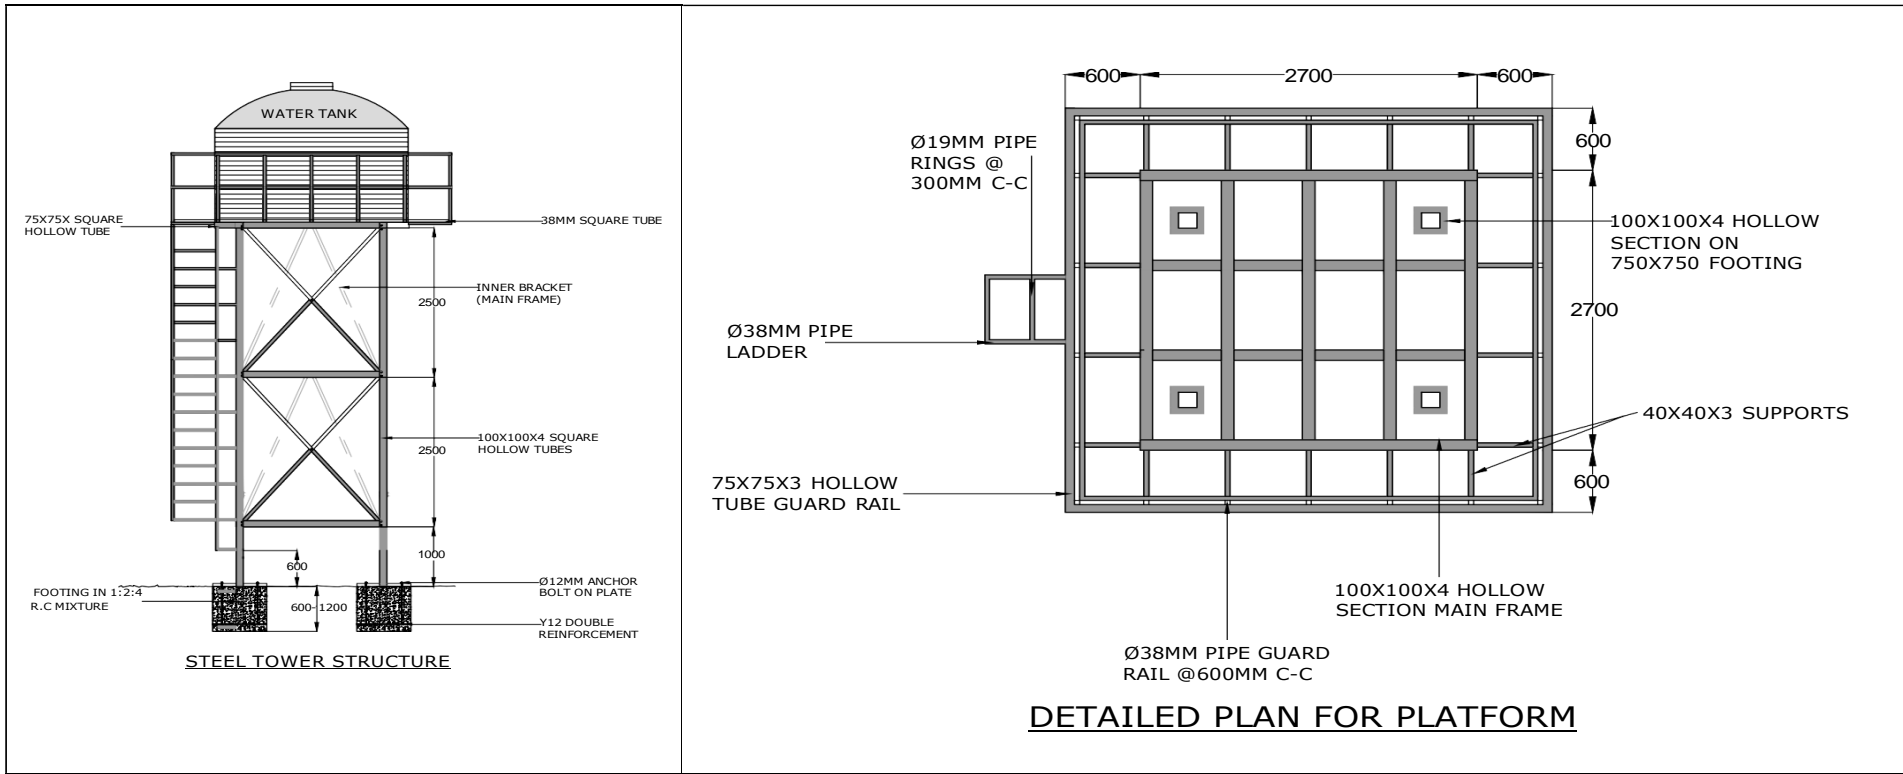 WATER TANK
75X75X SQUARE
HOLLOW TUBE
38MM SQUARE TUBE
INNER BRACKET
(MAIN FRAME)
2500
100X100X4 SQUARE
HOLLOW TUBES
2500
1000
600
FOOTING IN 1:2:4
R.C MIXTURE
600-1200
Ø12MM ANCHOR
BOLT ON PLATE
Y12 DOUBLE
REINFORCEMENT
STEEL TOWER STRUCTURE
600
2700
600
Ø19MM PIPE
RINGS @
300MM C-C
600
100X100X4 HOLLOW
SECTION ON
750X750 FOOTING
2700
Ø38MM PIPE
LADDER
40X40X3 SUPPORTS
75X75X3 HOLLOW
TUBE GUARD RAIL
600
100X100X4 HOLLOW
SECTION MAIN FRAME
Ø38MM PIPE GUARD
RAIL @600MM C-C
DETAILED PLAN FOR PLATFORM